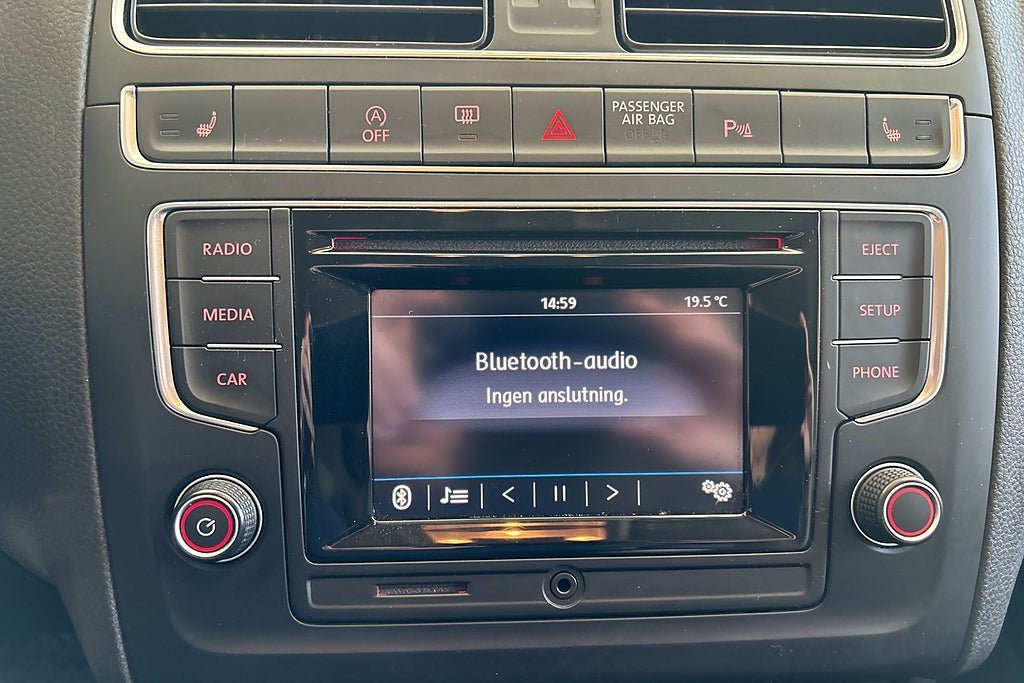 A
OFF
PASSENGER
AIR BAG
OFF
P
RADIO
MEDIA
CAR
EJECT
SETUP
PHONE
14:59
19.5 °C
Bluetooth-audio
Ingen anslutning.